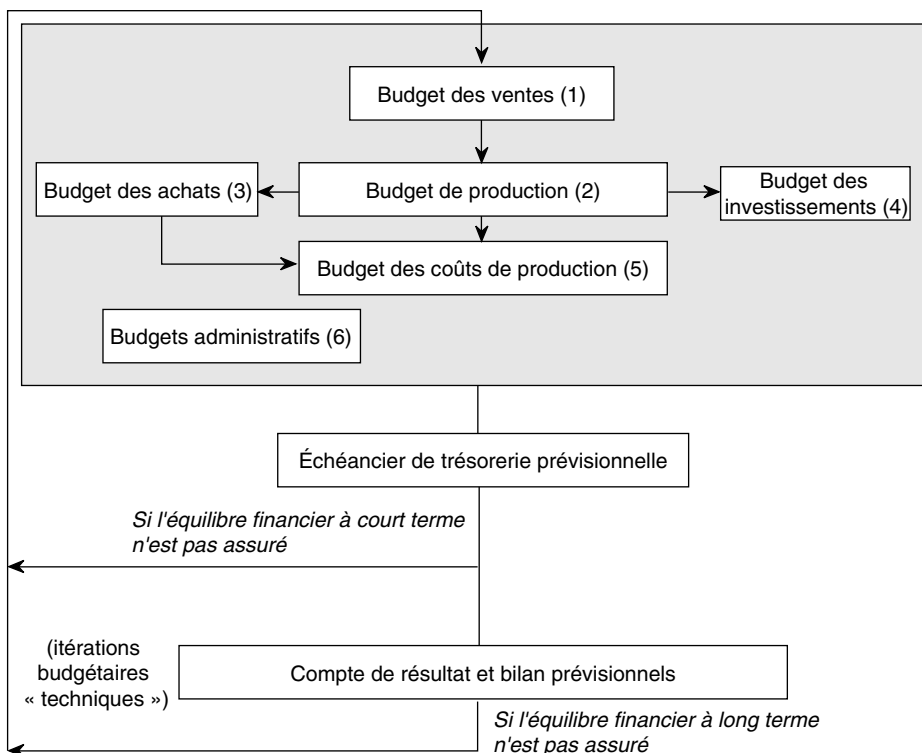 Budget des ventes (1)
Budget des achats (3)
Budget de production (2)
Budget des
investissements (4)
Budget des coûts de production (5)
Budgets administratifs (6)
Échéancier de trésorerie prévisionnelle
Si l'équilibre financier à court terme
n'est pas assuré
(itérations
budgétaires
« techniques »)
Compte de résultat et bilan prévisionnels
Si l'équilibre financier à long terme
n'est pas assuré